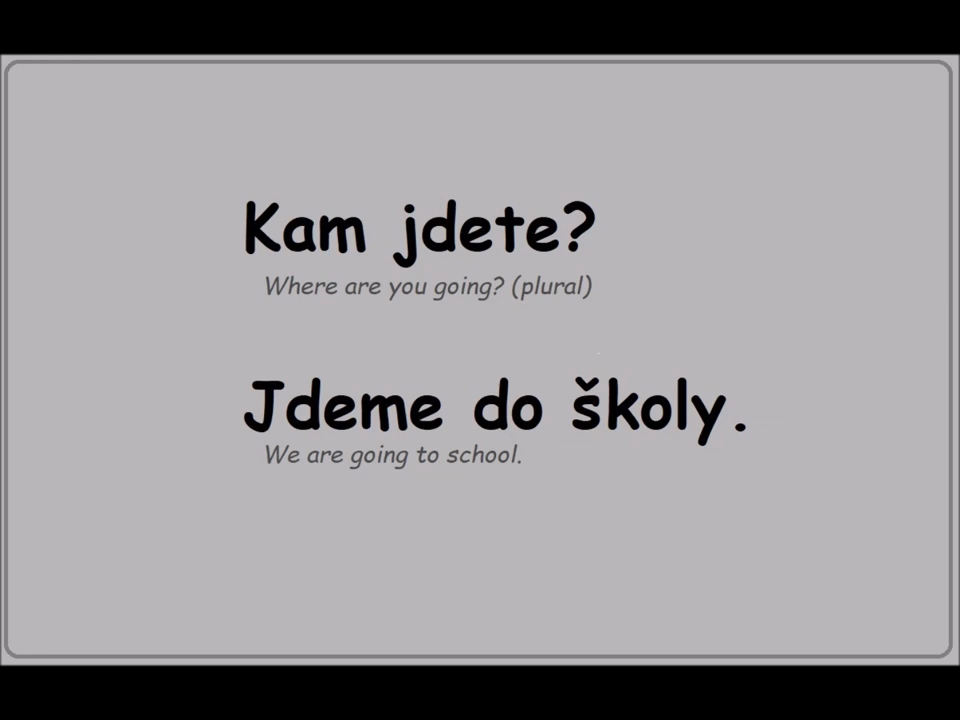 Kam jdete?
Where are you going? (plural)
Jdeme do školy.
We are going to school.